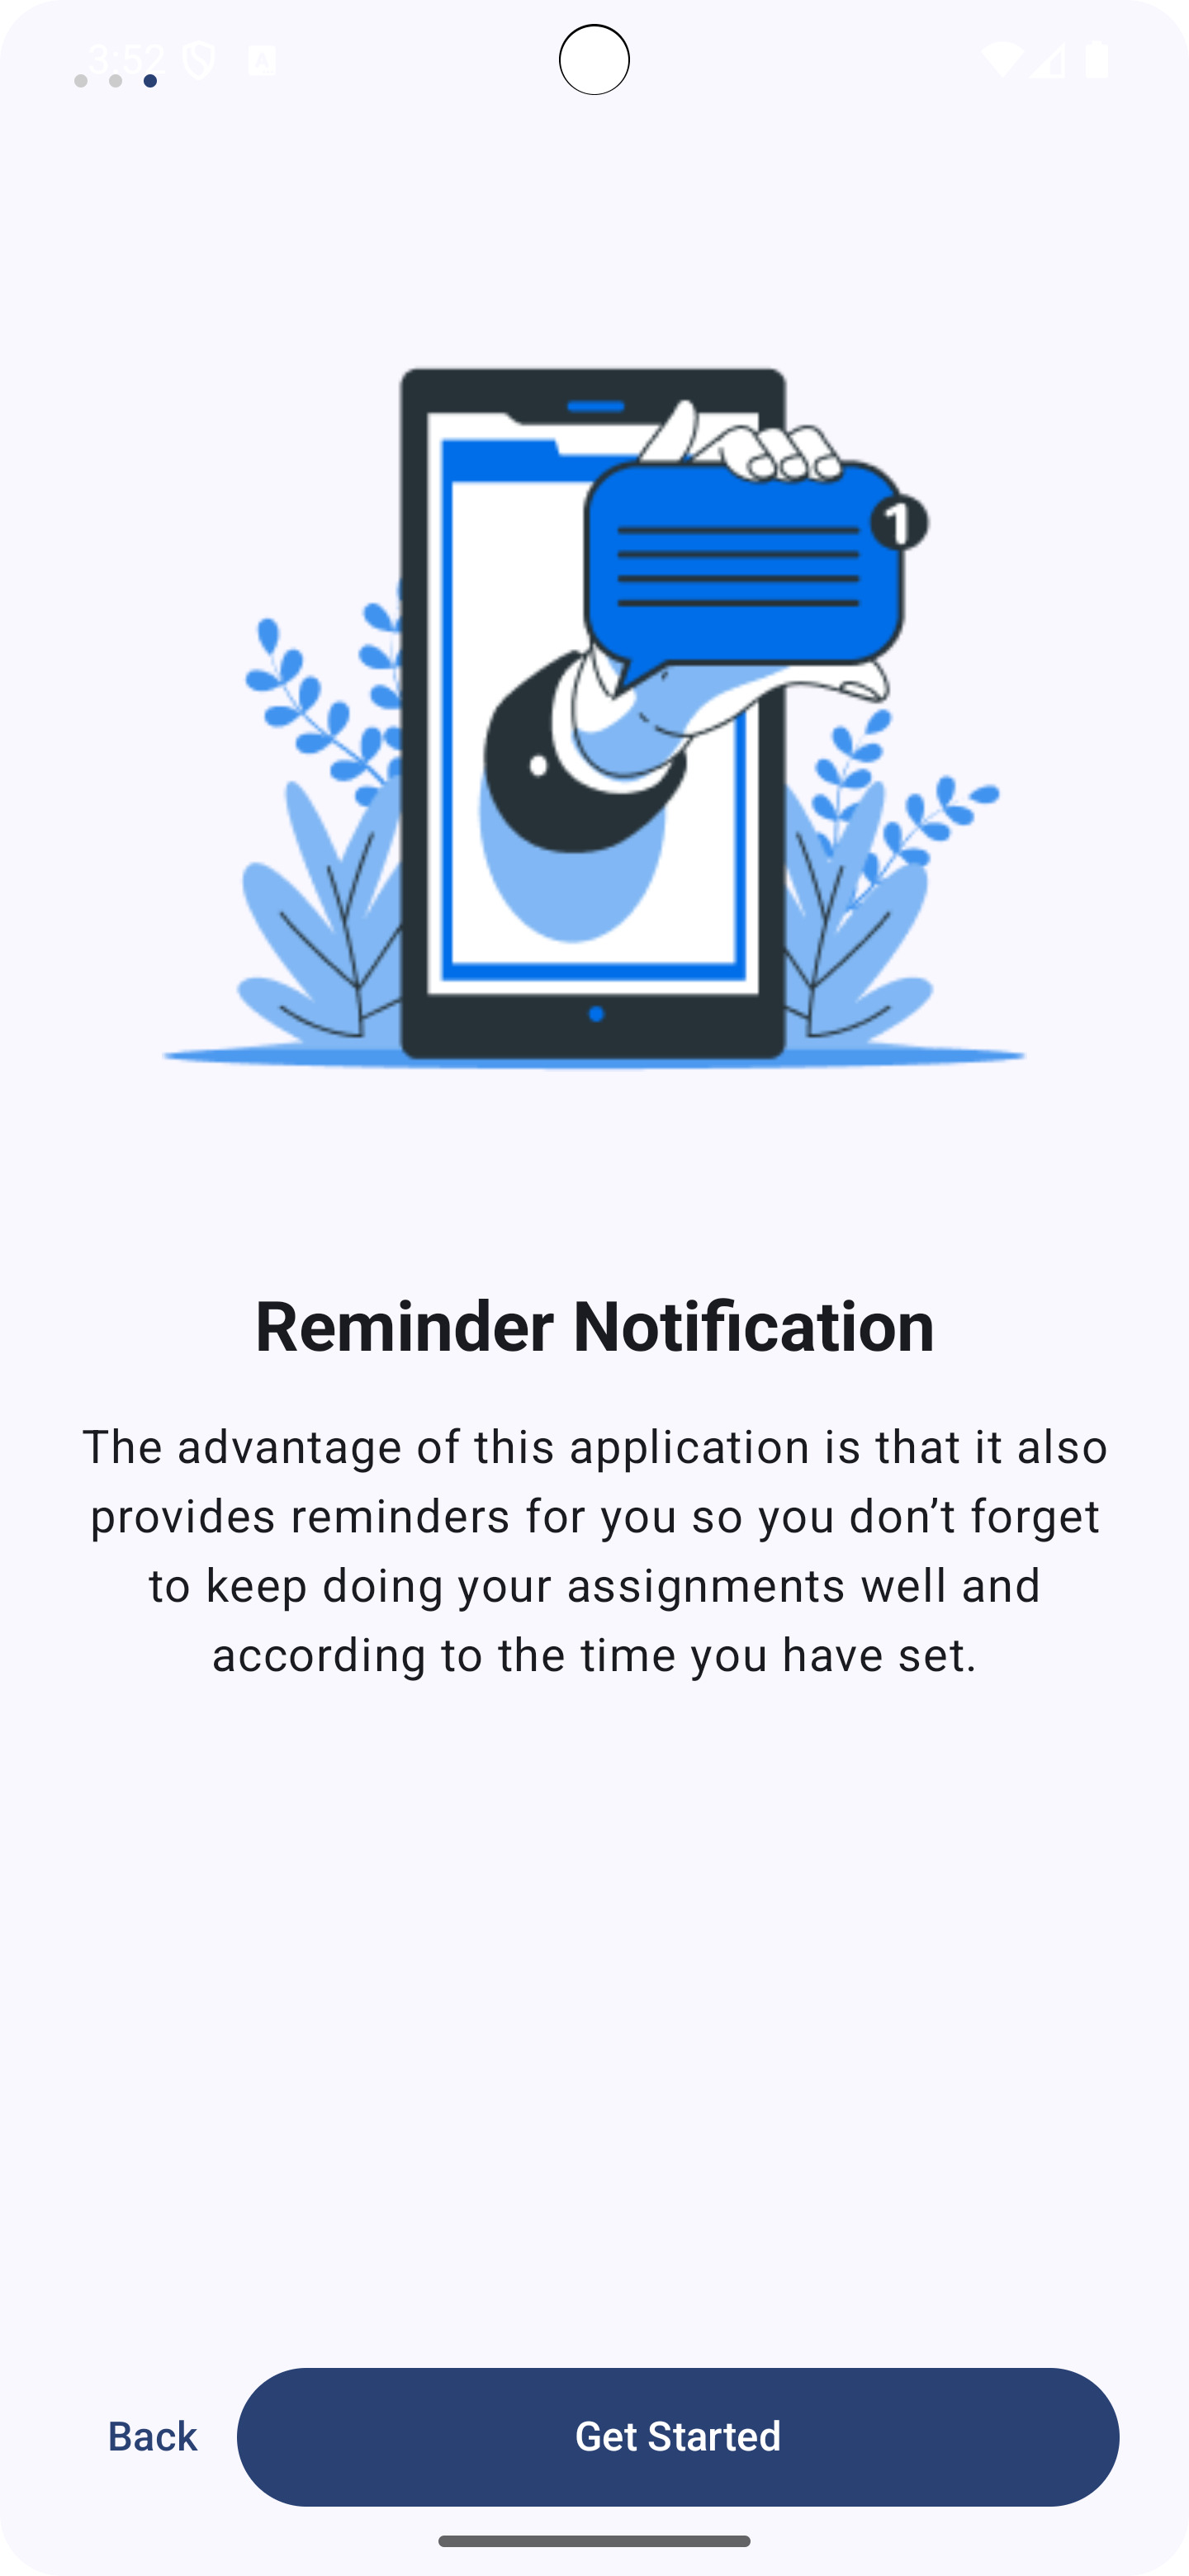 3:52
1
Reminder Notification
The advantage of this application is that it also
provides reminders for you so you don’t forget
to keep doing your assignments well and
according to the time you have set.
Back
Get Started